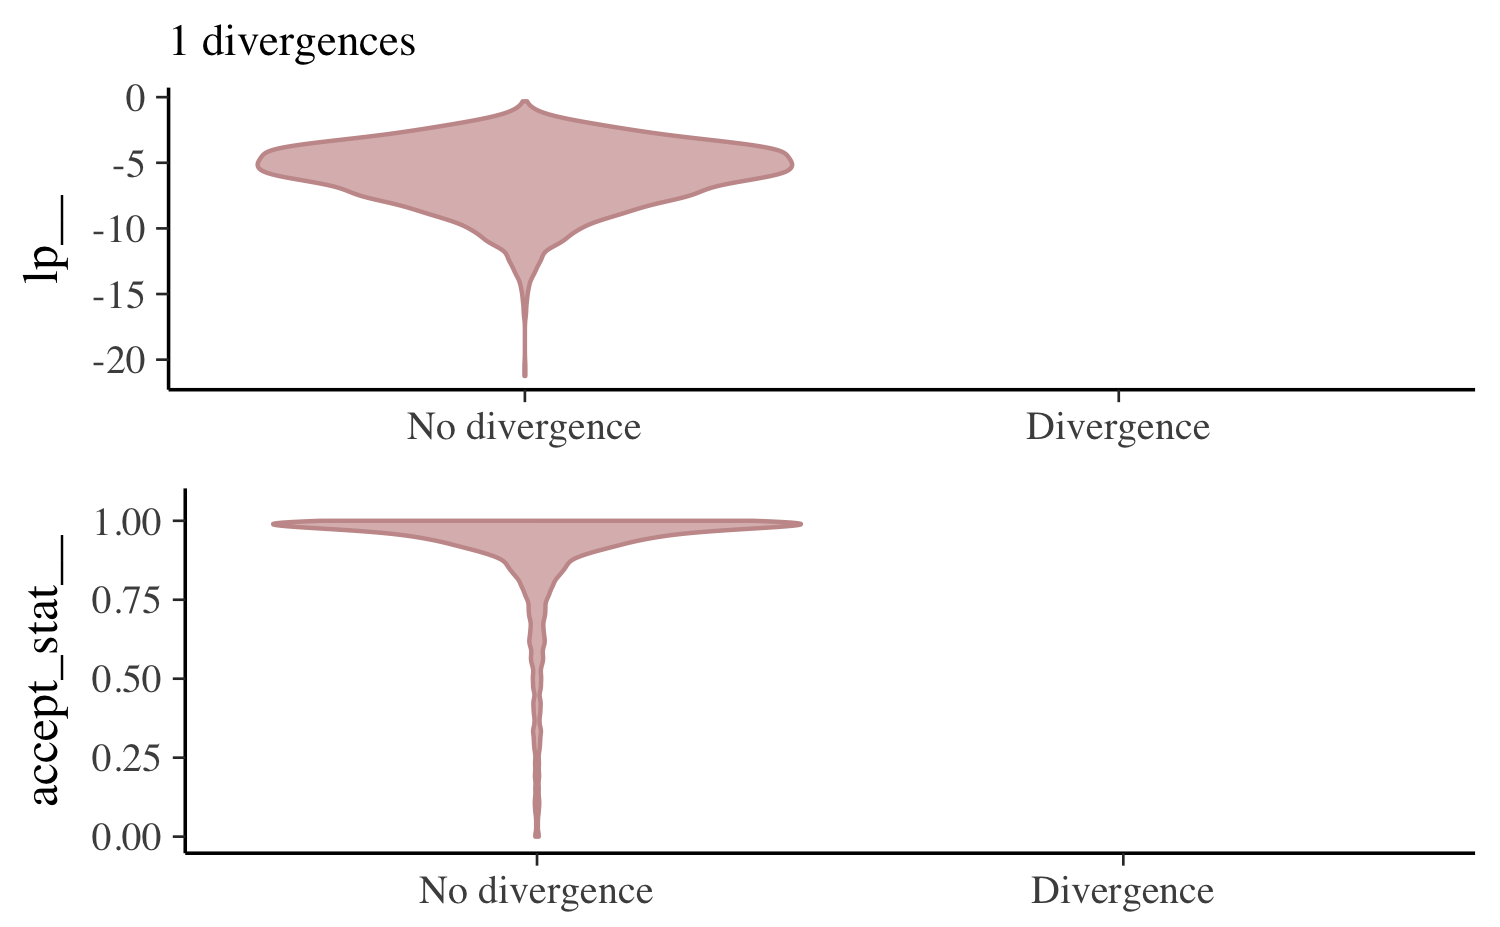 1 divergences
lp__
0
-5
-10
-15
-20
No divergence Divergence
accept_stat__
1.00
0.75
0.50
0.25
0.00
No divergence Divergence